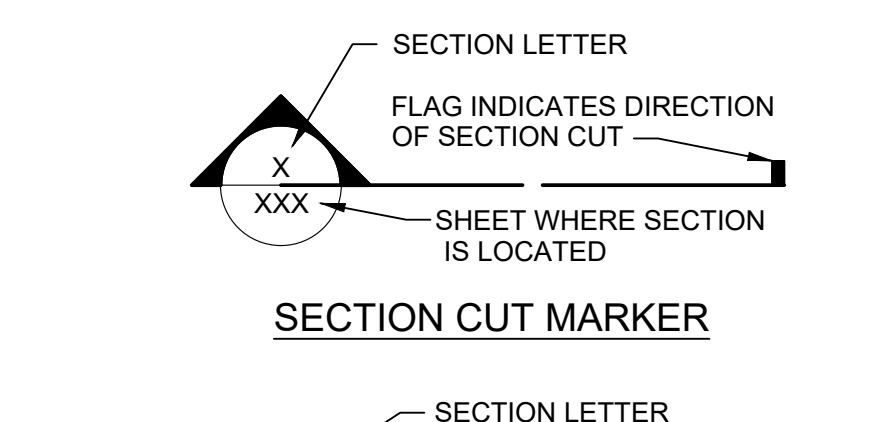 SECTION LETTER
FLAG INDICATES DIRECTION
OF SECTION CUT
X
XXX
SHEET WHERE SECTION
IS LOCATED
SECTION CUT MARKER
SECTION LETTER